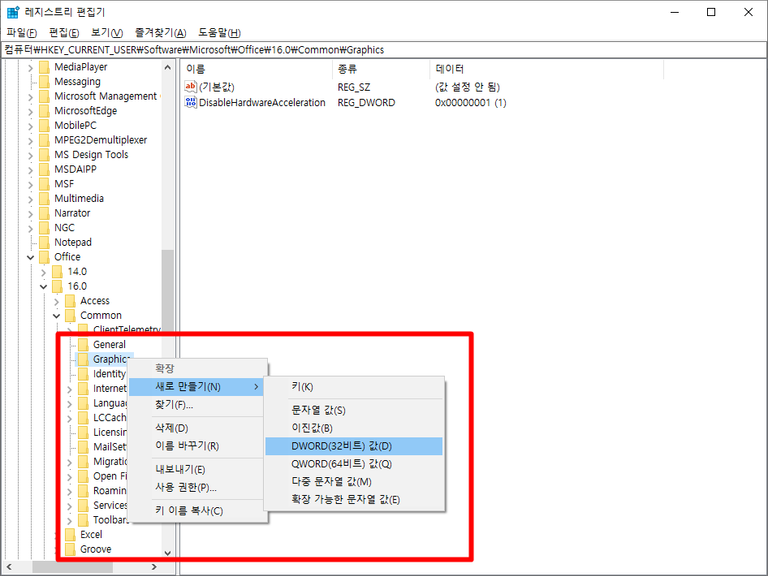 레지스트리 편집기
파일(F) 편집(E) 보기(V) 즐겨찾기(A) 도움말(H)
컴퓨터\HKEY_CURRENT_USER\Software\Microsoft\Office\16.0\Common\Graphics
이름 종류 데이터
(기본값) REG_SZ (값 설정 안 됨)
DisableHardwareAcceleration REG_DWORD 0x00000001 (1)
MediaPlayer
Messaging
Microsoft Management
MicrosoftEdge
MobilePC
MPEG2Demultiplexer
MS Design Tools
MSDAIPP
MSF
Multimedia
Narrator
NGC
Notepad
Office
14.0
16.0
Access
Common
ClientTelemetry
General
Graphics
Identity
Internet
Langua
LCCach
Licensin
MailSet
Migratio
Open Fi
Roamin
Services
Toolbar
Excel
Groove
확장
새로 만들기(N)
찾기(F)...
삭제(D)
이름 바꾸기(R)
내보내기(E)
사용 권한(P)...
키 이름 복사(C)
키(K)
문자열 값(S)
이진값(B)
DWORD(32비트) 값(D)
QWORD(64비트) 값(Q)
다중 문자열 값(M)
확장 가능한 문자열 값(E)